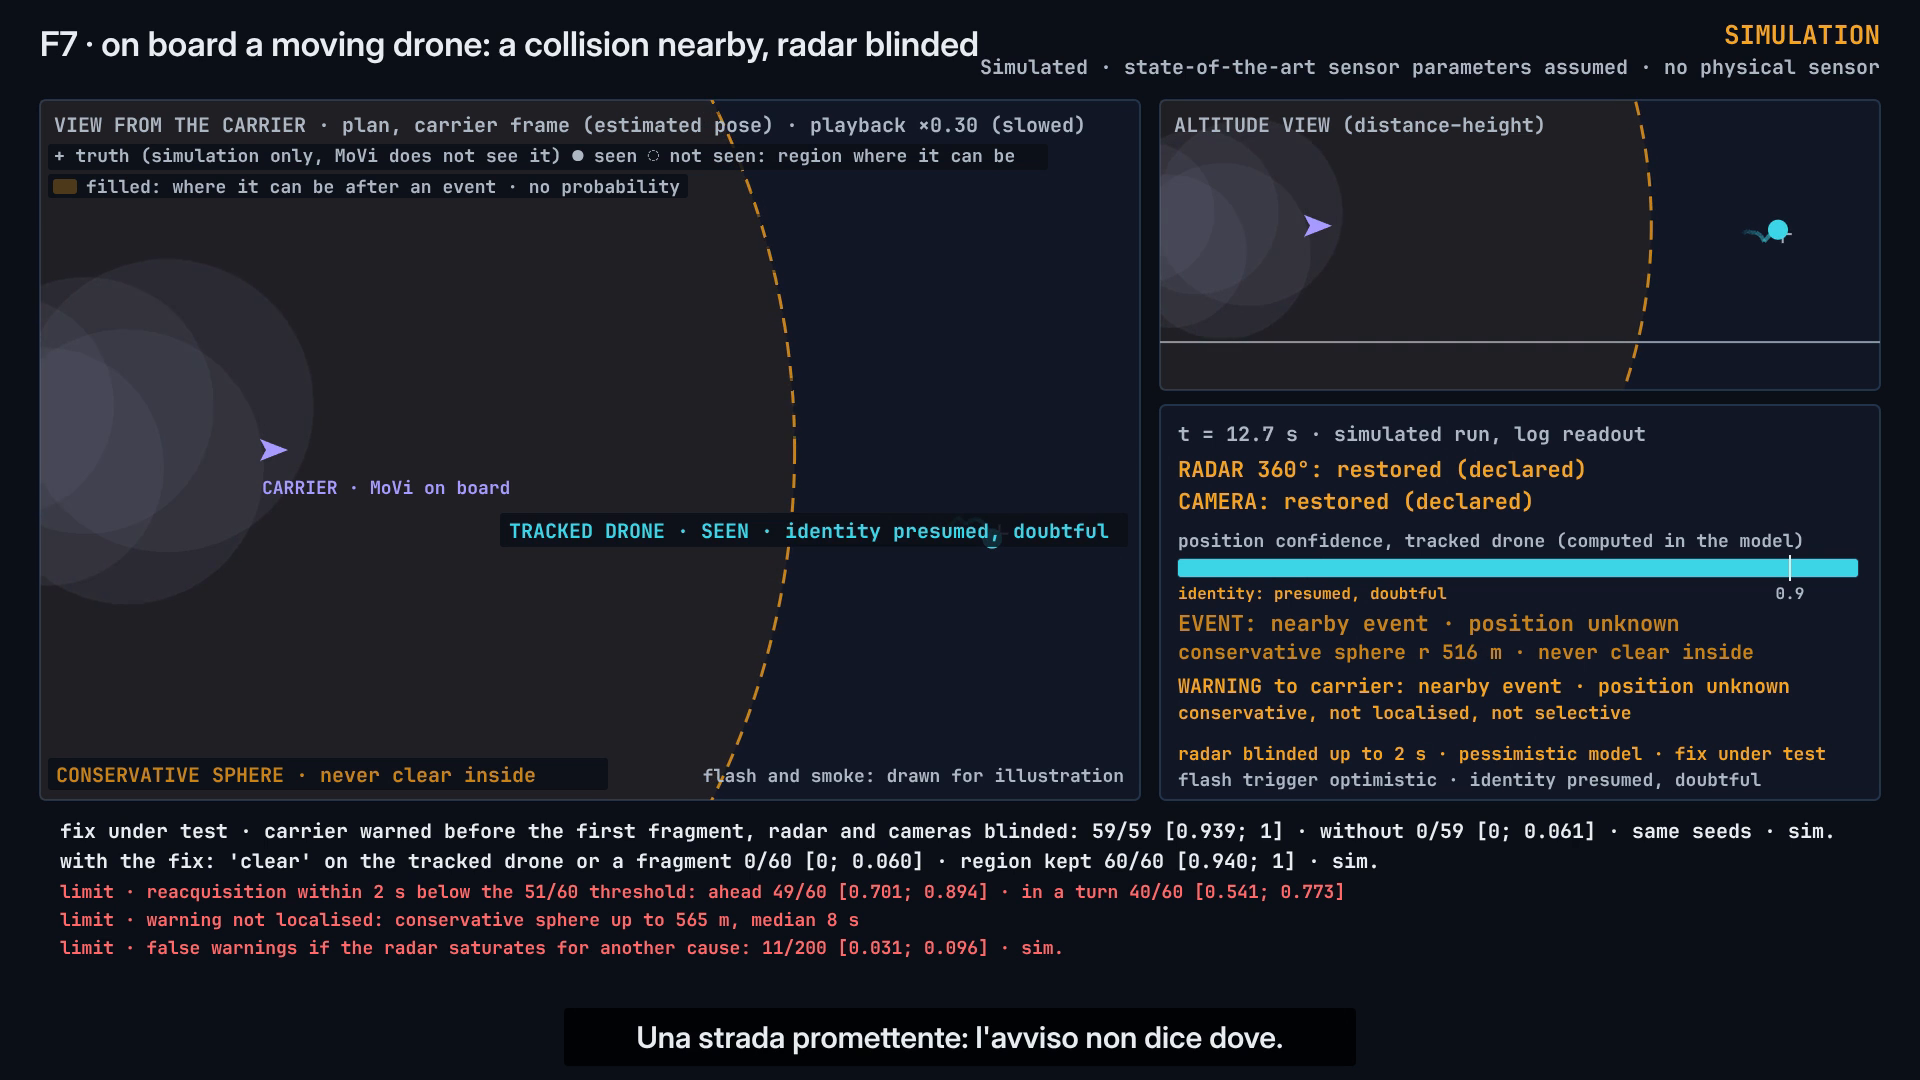 F7 · on board a moving drone: a collision nearby, radar blinded
SIMULATION
Simulated · state-of-the-art sensor parameters assumed · no physical sensor
VIEW FROM THE CARRIER · plan, carrier frame (estimated pose) · playback ×0.30 (slowed)
+ truth (simulation only, MoVi does not see it) ● seen ◌ not seen: region where it can be
filled: where it can be after an event · no probability
CARRIER · MoVi on board
TRACKED DRONE · SEEN · identity presumed, doubtful
CONSERVATIVE SPHERE · never clear inside
flash and smoke: drawn for illustration
ALTITUDE VIEW (distance-height)
t = 12.7 s · simulated run, log readout
RADAR 360°: restored (declared)
CAMERA: restored (declared)
position confidence, tracked drone (computed in the model)
identity: presumed, doubtful
0.9
EVENT: nearby event · position unknown
conservative sphere r 516 m · never clear inside
WARNING to carrier: nearby event · position unknown
conservative, not localised, not selective
radar blinded up to 2 s · pessimistic model · fix under test
flash trigger optimistic · identity presumed, doubtful
fix under test · carrier warned before the first fragment, radar and cameras blinded: 59/59 [0.939; 1] · without 0/59 [0; 0.061] · same seeds · sim.
with the fix: 'clear' on the tracked drone or a fragment 0/60 [0; 0.060] · region kept 60/60 [0.940; 1] · sim.
limit · reacquisition within 2 s below the 51/60 threshold: ahead 49/60 [0.701; 0.894] · in a turn 40/60 [0.541; 0.773]
limit · warning not localised: conservative sphere up to 565 m, median 8 s
limit · false warnings if the radar saturates for another cause: 11/200 [0.031; 0.096] · sim.
Una strada promettente: l'avviso non dice dove.